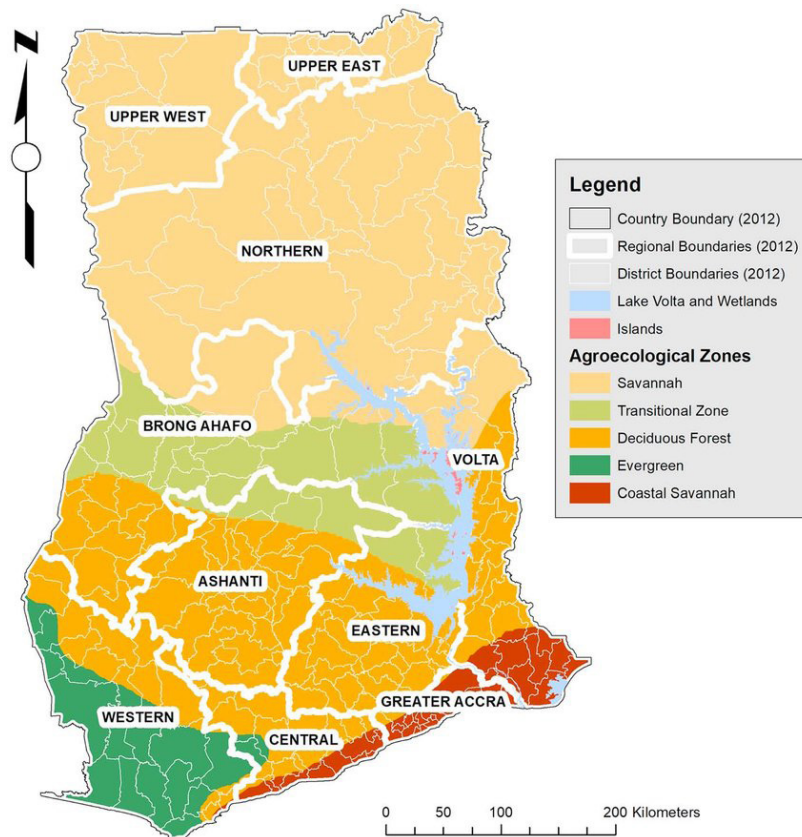 N
UPPER EAST
UPPER WEST
NORTHERN
BRONG AHAFO
VOLTA
ASHANTI
EASTERN
GREATER ACCRA
WESTERN
CENTRAL
Legend
Country Boundary (2012)
Regional Boundaries (2012)
District Boundaries (2012)
Lake Volta and Wetlands
Islands
Agroecological Zones
Savannah
Transitional Zone
Deciduous Forest
Evergreen
Coastal Savannah
0 50 100 200 Kilometers